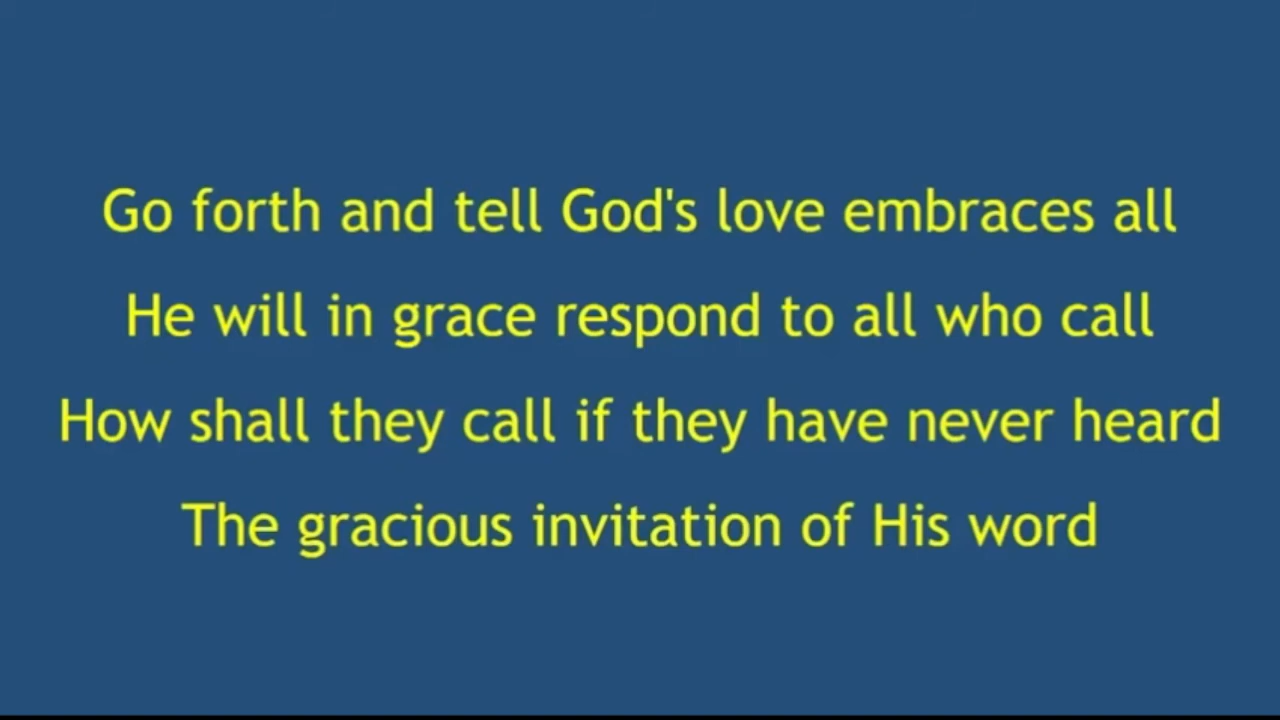 Go forth and tell God's love embraces all
He will in grace respond to all who call
How shall they call if they have never heard
The gracious invitation of His word